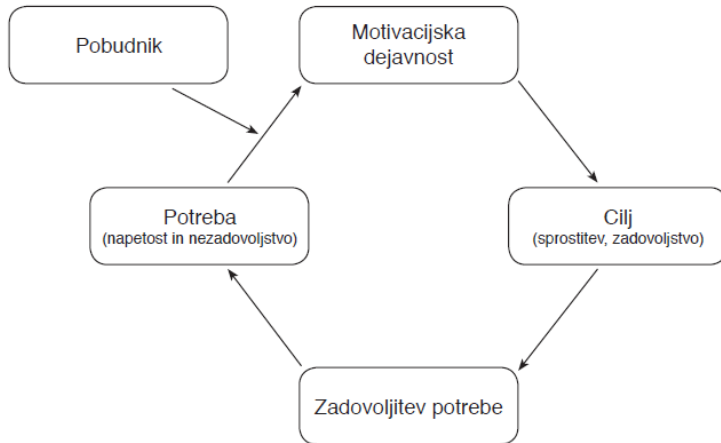 Pobudnik
Motivacijska
dejavnost
Potreba
(napetost in nezadovoljstvo)
Cilj
(sprostitev, zadovoljstvo)
Zadovoljitev potrebe